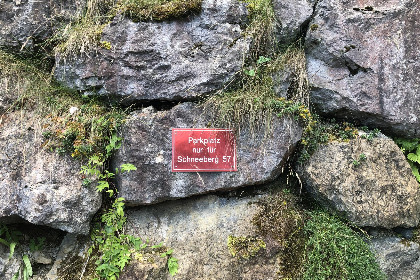 Parkplatz
nur für
Schneeberg 57